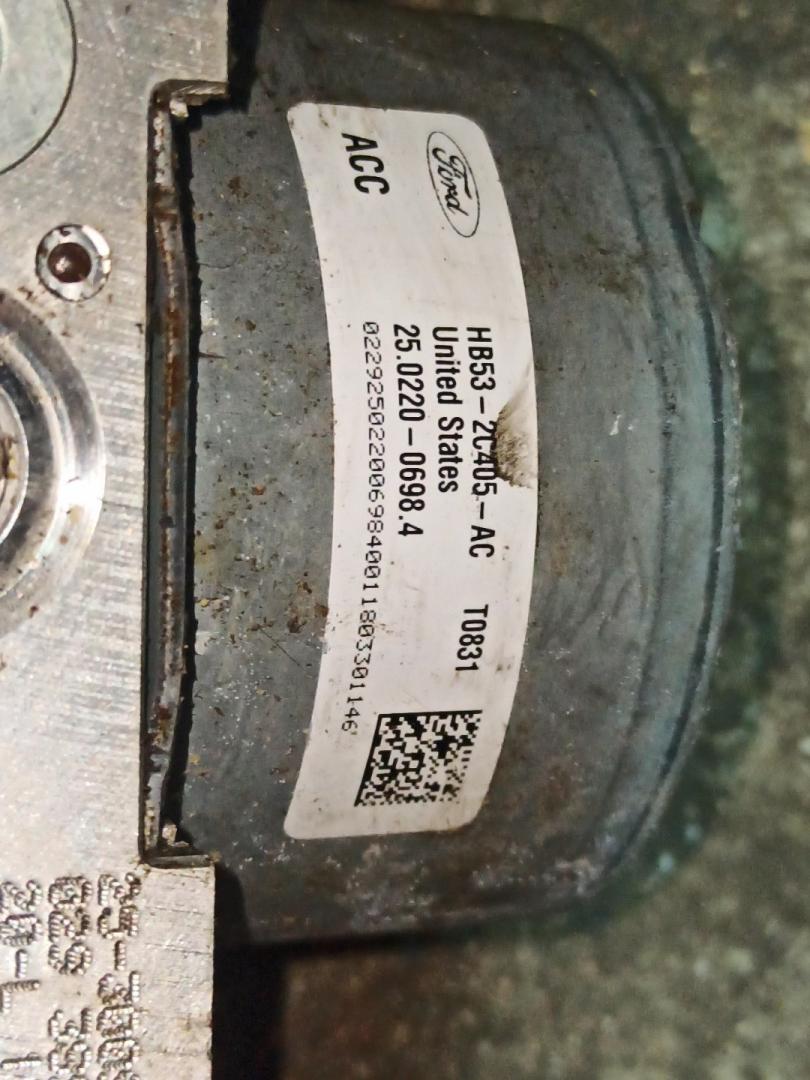 Ford
ACC
HB53-2C405-AC T0831
United States
25.0220-0698.4
0229250220069840011803301146